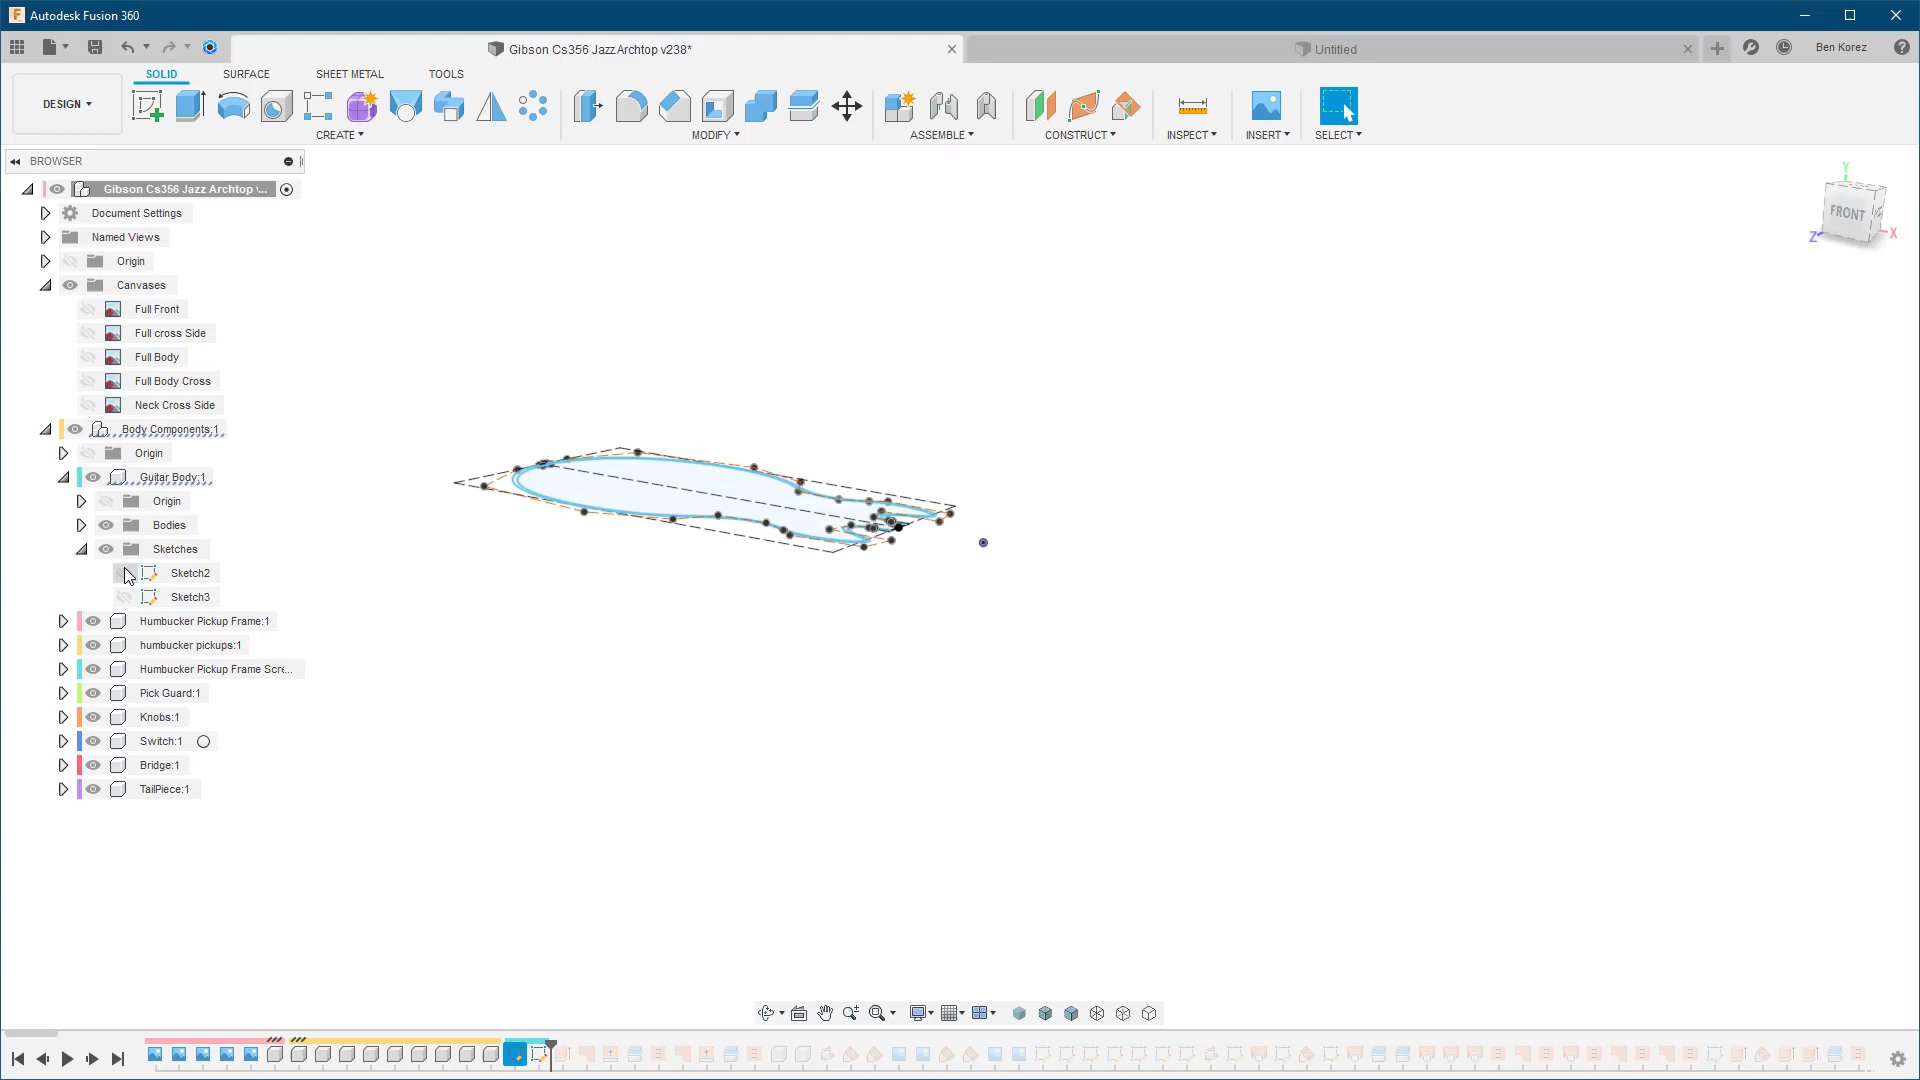 Autodesk Fusion 360
Gibson Cs356 Jazz Archtop v238*
Untitled
Ben Korez
DESIGN
SOLID
SURFACE
SHEET METAL
TOOLS
CREATE
MODIFY
ASSEMBLE
CONSTRUCT
INSPECT
INSERT
SELECT
BROWSER
Gibson Cs356 Jazz Archtop v...
Document Settings
Named Views
Origin
Canvases
Full Front
Full cross Side
Full Body
Full Body Cross
Neck Cross Side
Body Components:1
Origin
Guitar Body:1
Origin
Bodies
Sketches
Sketch2
Sketch3
Humbucker Pickup Frame:1
humbucker pickups:1
Humbucker Pickup Frame Scre...
Pick Guard:1
Knobs:1
Switch:1
Bridge:1
TailPiece:1
Y
FRONT
Z
X